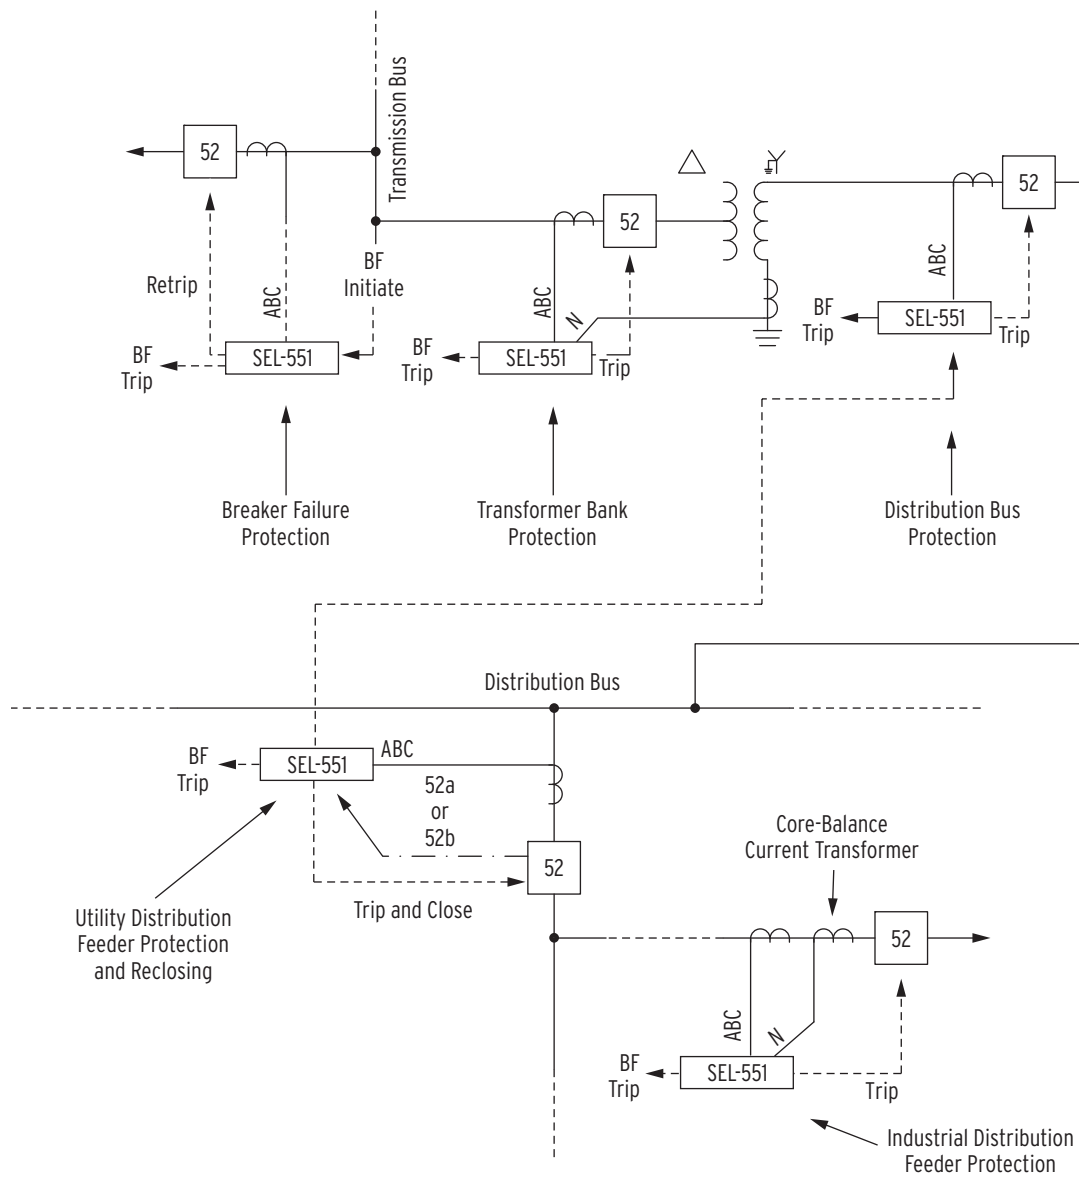 Transmission Bus
52
52
52
BF
Initiate
Retrip
ABC
ABC
N
ABC
BF
Trip
SEL-551
BF
Trip
SEL-551
Trip
BF
Trip
SEL-551
Trip
Breaker Failure
Protection
Transformer Bank
Protection
Distribution Bus
Protection
Distribution Bus
BF
Trip
SEL-551
ABC
52a
or
52b
52
Trip and Close
Utility Distribution
Feeder Protection
and Reclosing
Core-Balance
Current Transformer
52
ABC
N
BF
Trip
SEL-551
Trip
Industrial Distribution
Feeder Protection